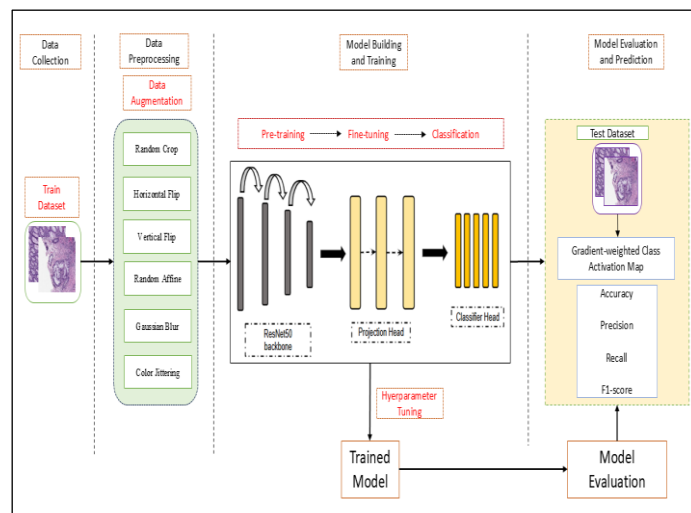 Data
Collection
Data
Preprocessing
Model Building
and Training
Model Evaluation
and Prediction
Train
Dataset
Data
Augmentation
Random Crop
Horizontal Flip
Vertical Flip
Random Affine
Gaussian Blur
Color Jittering
Pre-training
Fine-tuning
Classification
ResNet50
backbone
Projection Head
Classifier Head
Hyerparameter
Tuning
Trained
Model
Model
Evaluation
Test Dataset
Gradient-weighted Class
Activation Map
Accuracy
Precision
Recall
F1-score